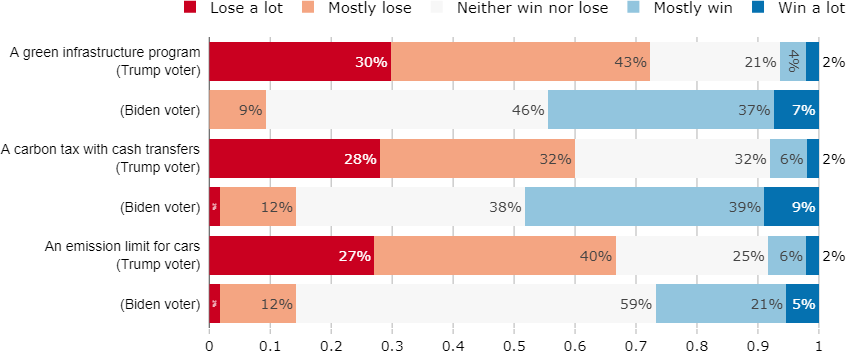 Lose a lot Mostly lose Neither win nor lose Mostly win Win a lot
A green infrastructure program
(Trump voter)
30% 43% 21% 4% 2%
(Biden voter)
9% 46% 37% 7%
A carbon tax with cash transfers
(Trump voter)
28% 32% 32% 6% 2%
(Biden voter)
12% 38% 39% 9%
An emission limit for cars
(Trump voter)
27% 40% 25% 6% 2%
(Biden voter)
12% 59% 21% 5%
0 0.1 0.2 0.3 0.4 0.5 0.6 0.7 0.8 0.9 1